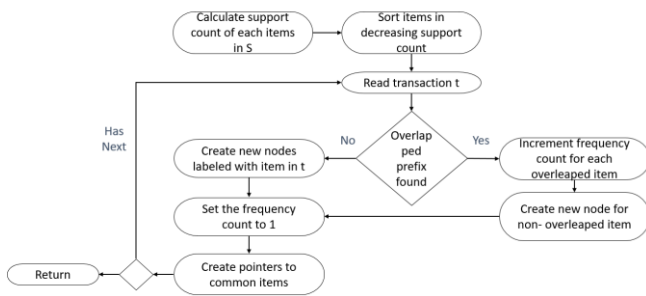 Calculate support
count of each items
in S
Sort items in
decreasing support
count
Read transaction t
Has
Next
No
Overlap
ped
prefix
found
Yes
Create new nodes
labeled with item in t
Increment frequency
count for each
overleaped item
Set the frequency
count to 1
Create new node for
non- overleaped item
Return
Create pointers to
common items